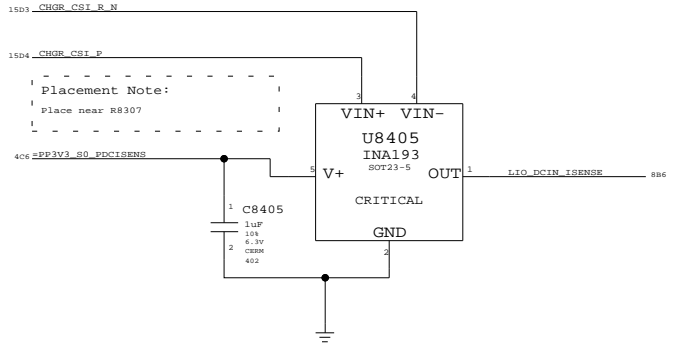 15D3 CHGR_CSI_R_N
15D4 CHGR_CSI_P
Placement Note:
Place near R8307
3 4
VIN+ VIN-
U8405
INA193
SOT23-5
4C6 =PP3V3_S0_PDCISENS
5 V+
OUT 1 LIO_DCIN_ISENSE 8B6
CRITICAL
GND
2
1 C8405
1uF
10%
6.3V
2 CERM
402